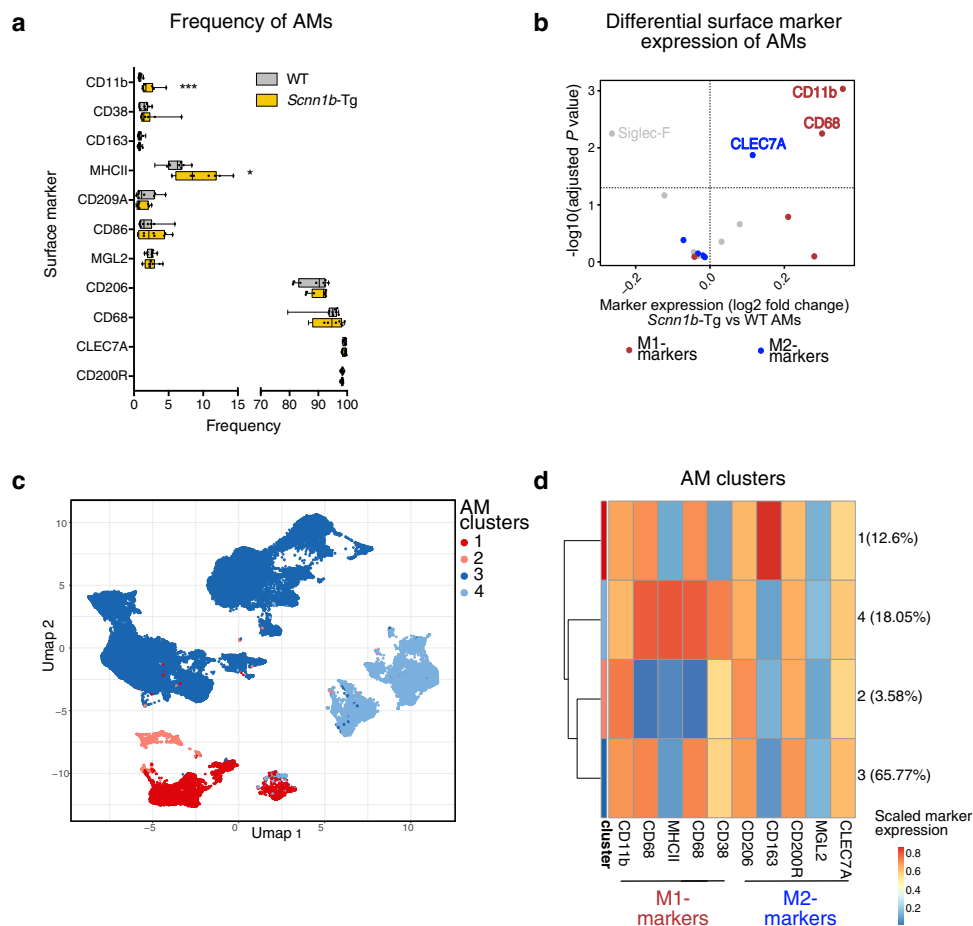 a
Frequency of AMs
Surface marker
CD11b
CD38
CD163
MHCII
CD209A
CD86
MGL2
CD206
CD68
CLEC7A
CD200R
***
*
WT
Scnn1b-Tg
0 5 10 15 70 80 90 100
Frequency
b
Differential surface marker
expression of AMs
-log10(adjusted P value)
3
2
1
0
CD11b
CD68
Siglec-F
CLEC7A
-0.2 0.0 0.2
Marker expression (log2 fold change)
Scnn1b-Tg vs WT AMs
M1-
markers
M2-
markers
c
Umap 2
10
5
0
−5
−10
−5 0 5 10
Umap 1
AM
clusters
1
2
3
4
d
AM clusters
1(12.6%)
4 (18.05%)
2 (3.58%)
3 (65.77%)
cluster
CD11b
CD68
MHCII
CD68
CD38
CD206
CD163
CD200R
MGL2
CLEC7A
M1-
markers
M2-
markers
Scaled marker
expression
0.8
0.6
0.4
0.2